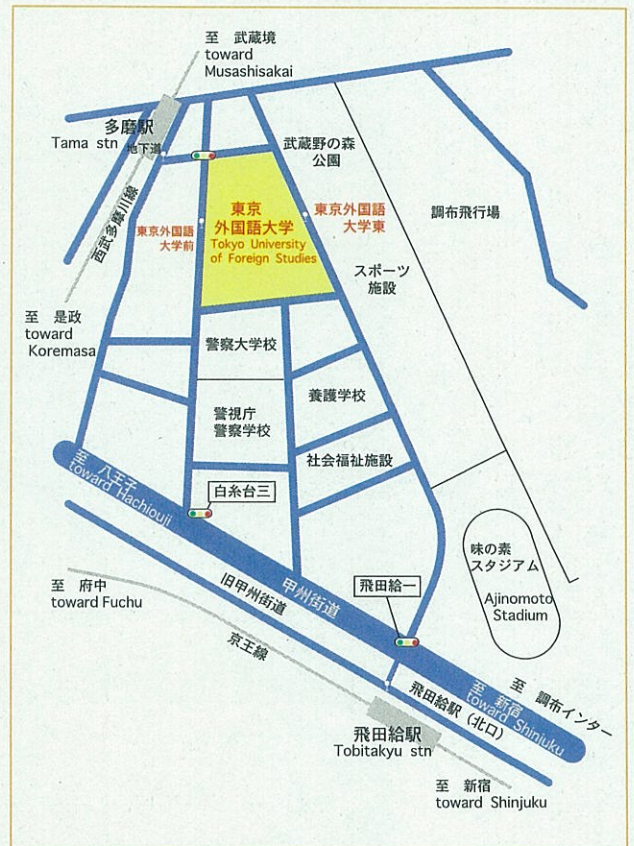 至 武蔵境
toward
Musashisakai
多磨駅
Tama stn
地下道
武蔵野の森
公園
西武多摩川線
東京外国語
大学前
東京
外国語大学
Tokyo University
of Foreign Studies
東京外国語
大学東
調布飛行場
スポーツ
施設
至 是政
toward
Koremasa
警察大学校
養護学校
警視庁
警察学校
社会福祉施設
至 八王子
toward Hachiouji
白糸台三
味の素
スタジアム
Ajinomoto
Stadium
至 府中
toward Fuchu
旧甲州街道
甲州街道
飛田給一
京王線
至 新宿
toward Shinjuku
至 調布インター
飛田給駅（北口）
飛田給駅
Tobitakyu stn
至 新宿
toward Shinjuku